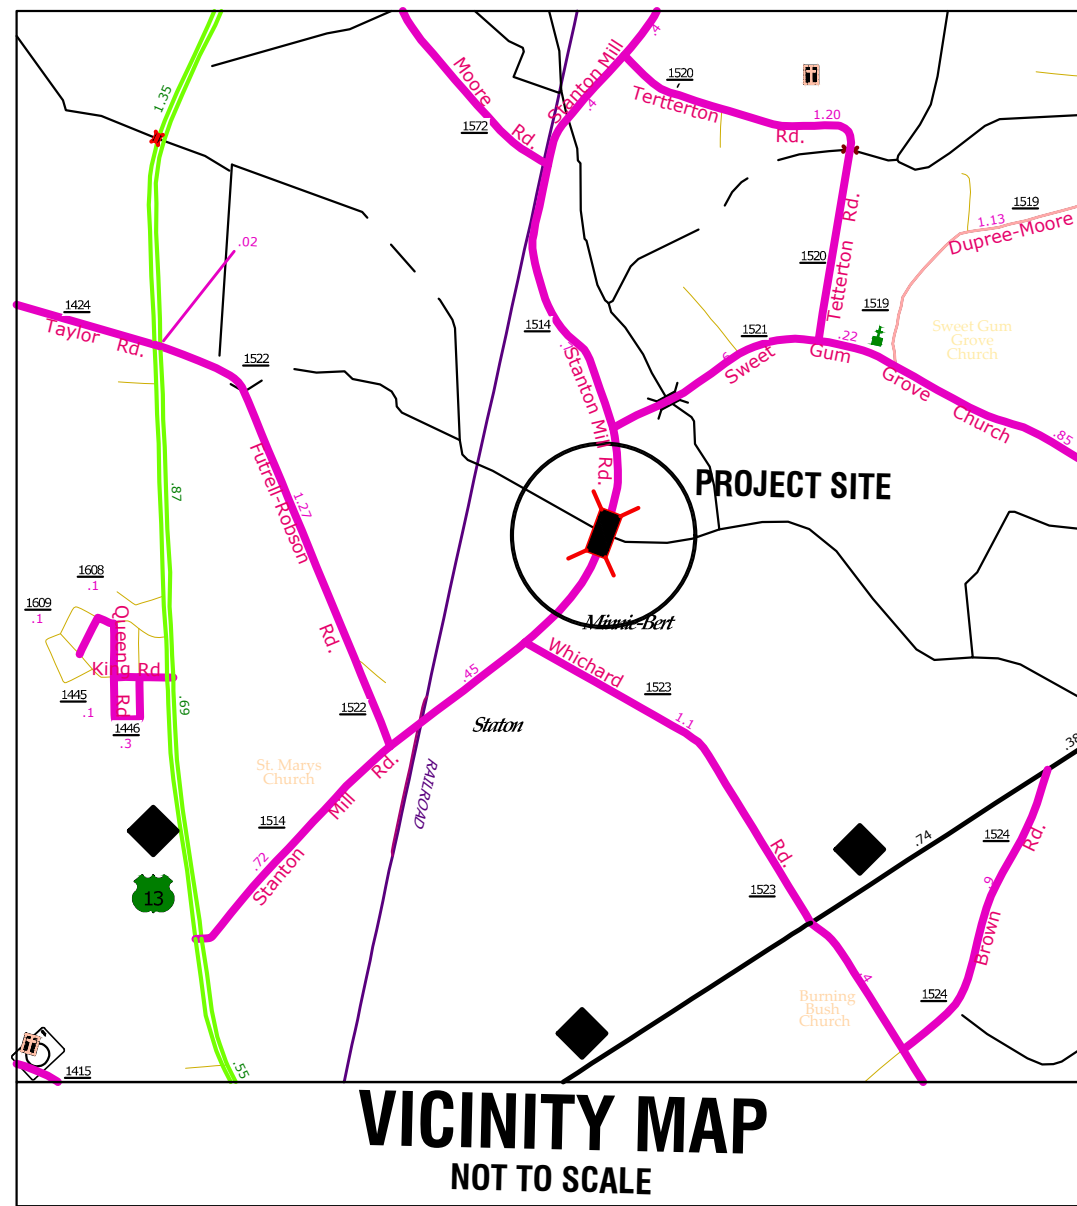 1.35
Moore
Rd.
1572
Stanton Mill
.4
.4
1520
Tertterton
1.20
Rd.
1519
1.13
Dupree-Moore
.02
1424
Taylor Rd.
1522
1514
Stanton Mill Rd.
1520
Tetterton Rd.
1519
1521
.22
Sweet Gum Grove Church
.85
Sweet Gum
Grove
Church
Futrell-Robson
1.27
Rd.
.87
PROJECT SITE
1608
.1
1609
.1
Queen Rd
King Rd.
1445
.1
1446
.3
.69
Minnie-Bert
Whichard
1523
1.1
.45
Staton
1522
St. Marys
Church
RAILROAD
1514
Stanton Mill Rd.
.72
13
Rd.
1523
.74
.38
1524
Rd.
.9
Brown
1524
.4
Burning
Bush
Church
.55
1415
VICINITY MAP
NOT TO SCALE